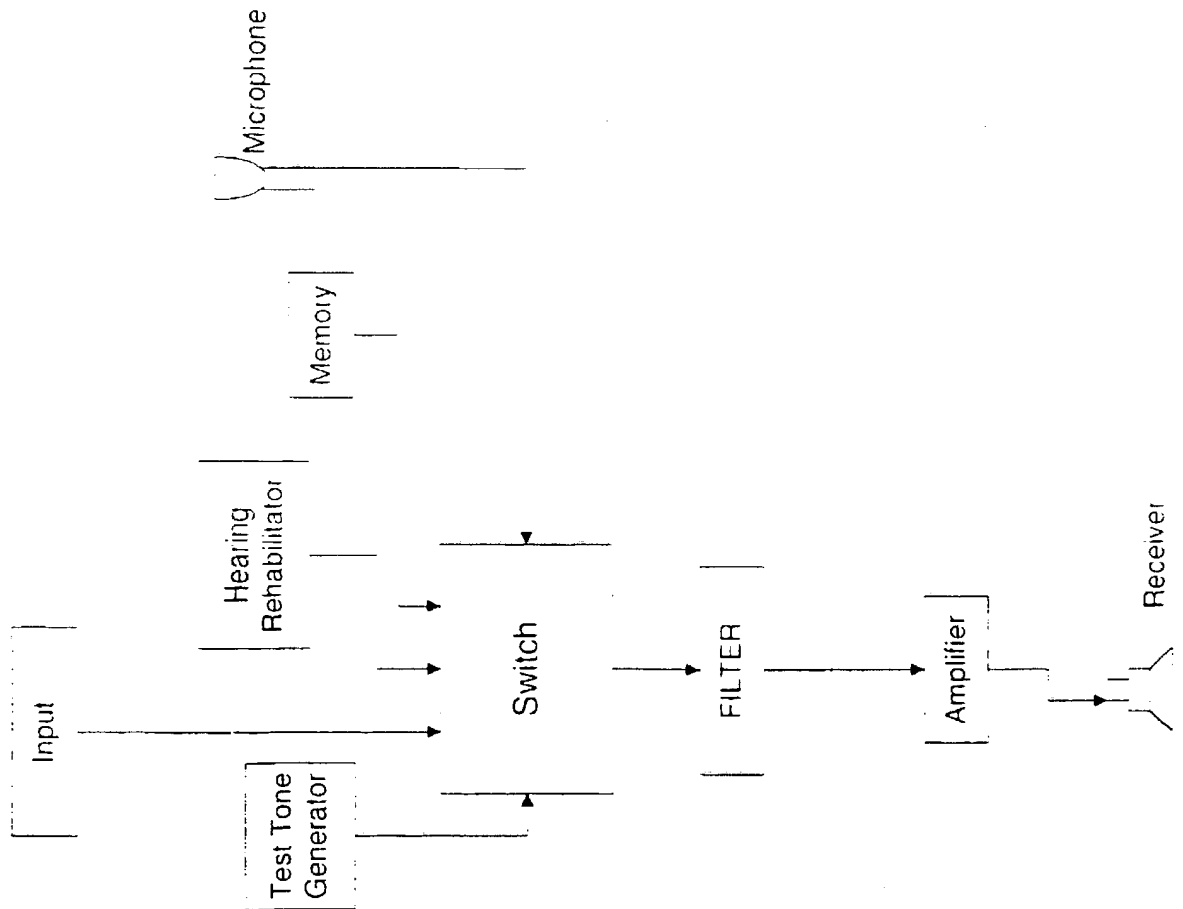 Input
Test Tone
Generator
Hearing
Rehabilitator
Memory
Microphone
Switch
FILTER
Amplifier
Receiver